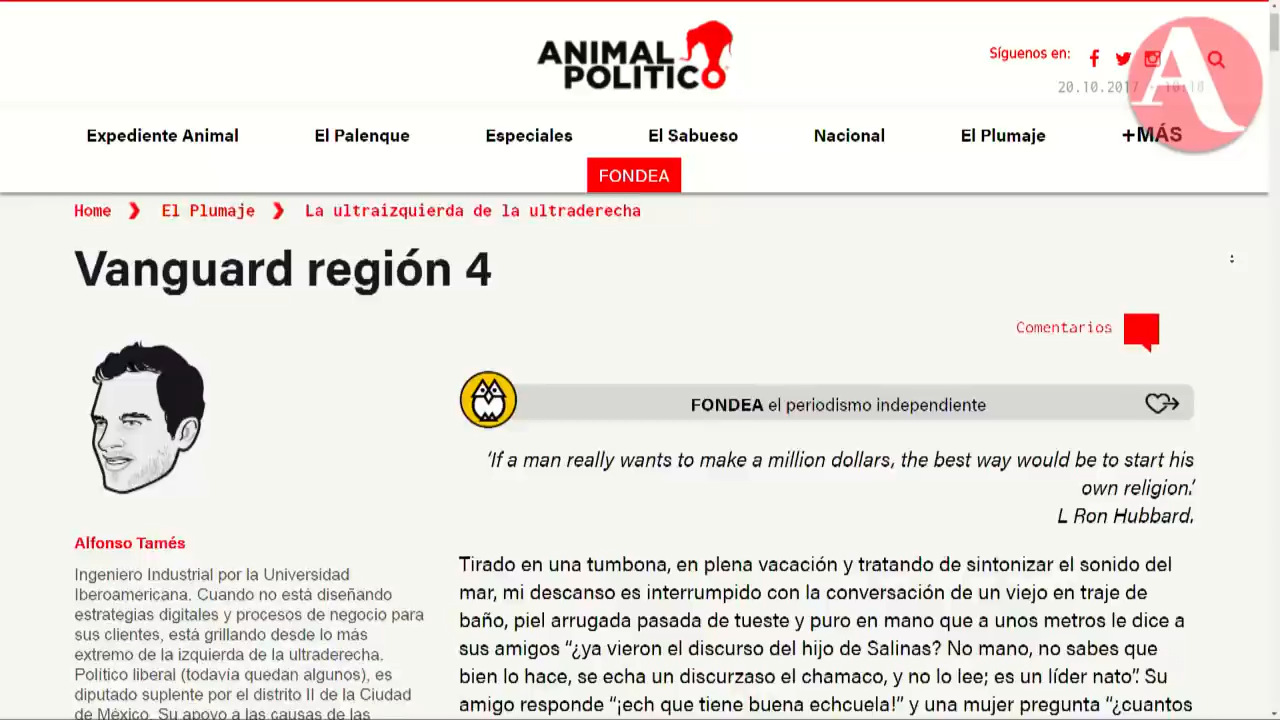 ANIMAL
POLITICO
Síguenos en:
20.10.2017 · 10:10
Expediente Animal
El Palenque
Especiales
El Sabueso
Nacional
El Plumaje
+MÁS
FONDEA
Home ❯ El Plumaje ❯ La ultraizquierda de la ultraderecha
Vanguard región 4
Comentarios
FONDEA el periodismo independiente
'If a man really wants to make a million dollars, the best way would be to start his
own religion.'
L Ron Hubbard.
Alfonso Tamés
Ingeniero Industrial por la Universidad
Iberoamericana. Cuando no está diseñando
estrategias digitales y procesos de negocio para
sus clientes, está grillando desde lo más
extremo de la izquierda de la ultraderecha.
Político liberal (todavía quedan algunos), es
diputado suplente por el distrito II de la Ciudad
de México. Su apoyo a las causas de las
Tirado en una tumbona, en plena vacación y tratando de sintonizar el sonido del
mar, mi descanso es interrumpido con la conversación de un viejo en traje de
baño, piel arrugada pasada de tueste y puro en mano que a unos metros le dice a
sus amigos “¿ya vieron el discurso del hijo de Salinas? No mano, no sabes que
bien lo hace, se echa un discurzaso el chamaco, y no lo lee; es un líder nato”. Su
amigo responde “¡ech que tiene buena echcuela!” y una mujer pregunta “¿cuantos